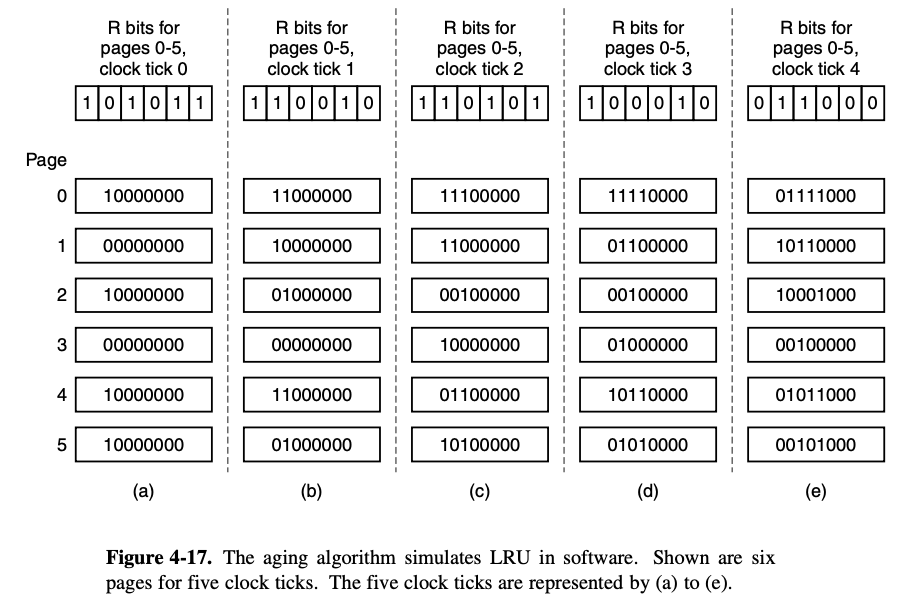 R bits for R bits for R bits for R bits for R bits for
pages 0-5, pages 0-5, pages 0-5, pages 0-5, pages 0-5,
clock tick 0 clock tick 1 clock tick 2 clock tick 3 clock tick 4
1 0 1 0 1 1 1 1 0 0 1 0 1 1 0 1 0 1 1 0 0 0 1 0 0 1 1 0 0 0
Page
0 10000000 11000000 11100000 11110000 01111000
1 00000000 10000000 11000000 01100000 10110000
2 10000000 01000000 00100000 00100000 10001000
3 00000000 00000000 10000000 01000000 00100000
4 10000000 11000000 01100000 10110000 01011000
5 10000000 01000000 10100000 01010000 00101000
(a) (b) (c) (d) (e)
Figure 4-17. The aging algorithm simulates LRU in software. Shown are six
pages for five clock ticks. The five clock ticks are represented by (a) to (e).